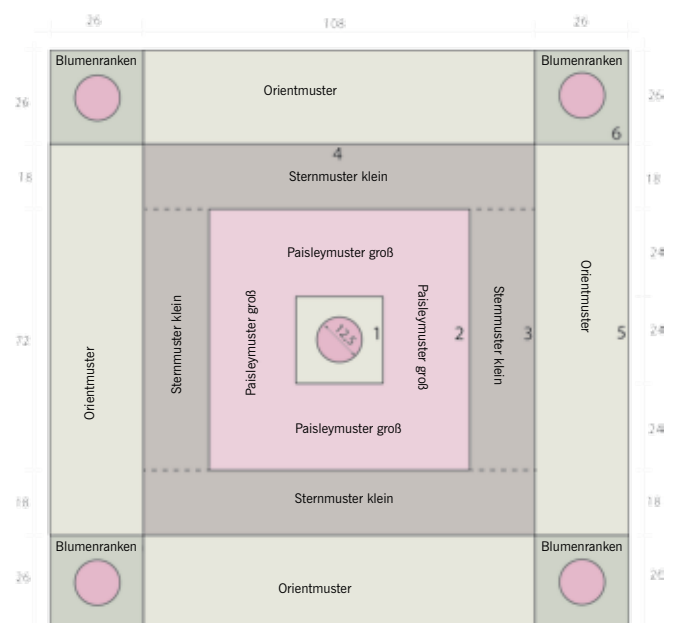 26 108 26
Blumenranken Blumenranken
Orientmuster
26 26
6
4
18 18
Sternmuster klein
Paisleymuster groß
24
Orientmuster
Sternmuster klein
Paisleymuster groß
12,5
1
Paisleymuster groß
2
Sternmuster klein
3
Orientmuster
5
72 24
Paisleymuster groß
24
Sternmuster klein
18 18
Blumenranken Blumenranken
26 26
Orientmuster